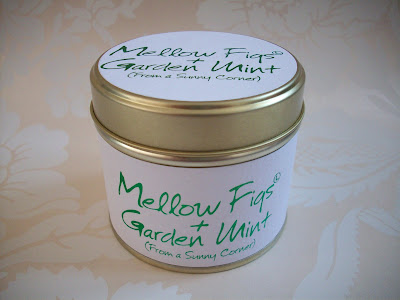 Mellow Figs©
+
Garden Mint
(From a Sunny Corner)
Mellow Figs©
+
Garden Mint
(From a Sunny Corner)